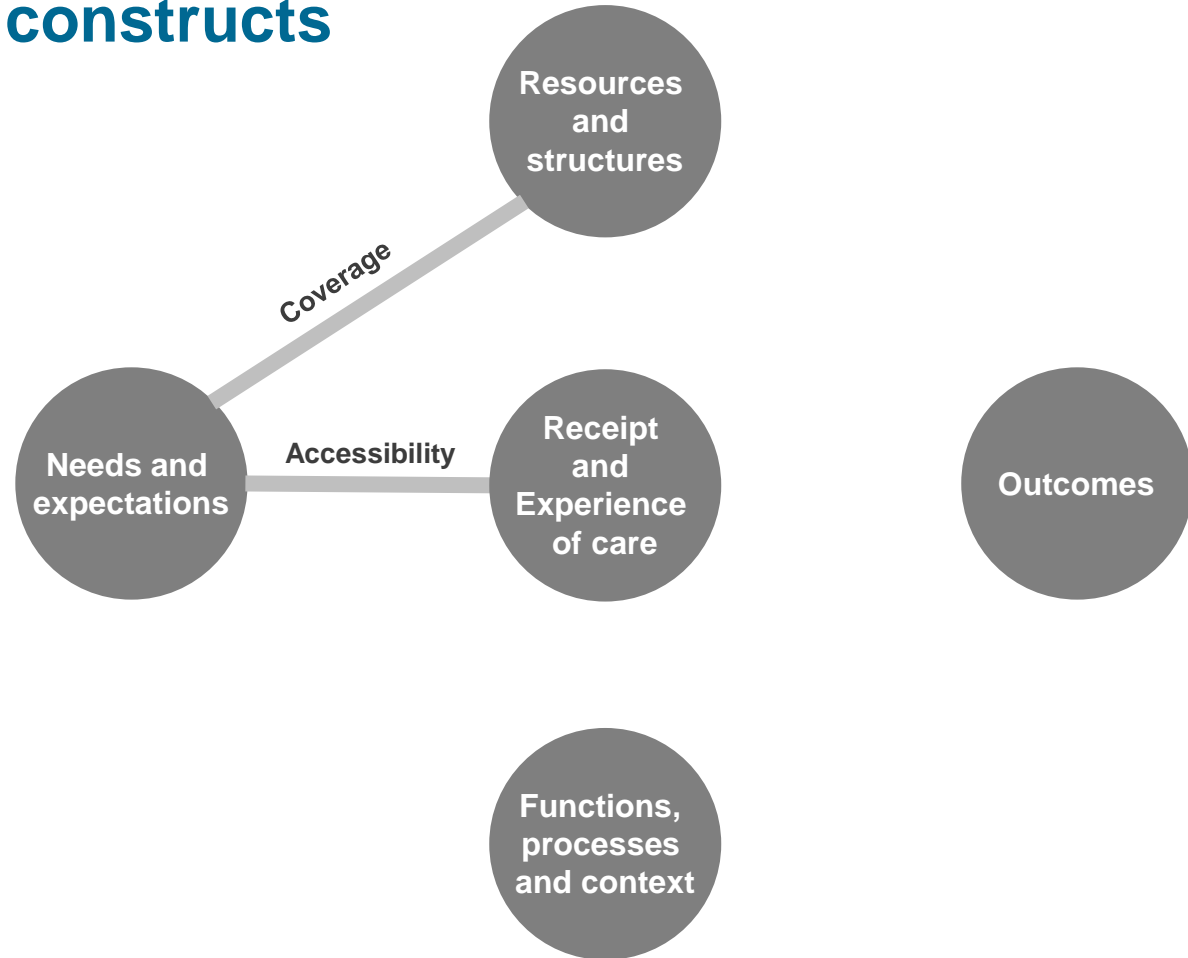 constructs
Resources
and
structures
Coverage
Needs and
expectations
Accessibility
Receipt
and
Experience
of care
Outcomes
Functions,
processes
and context